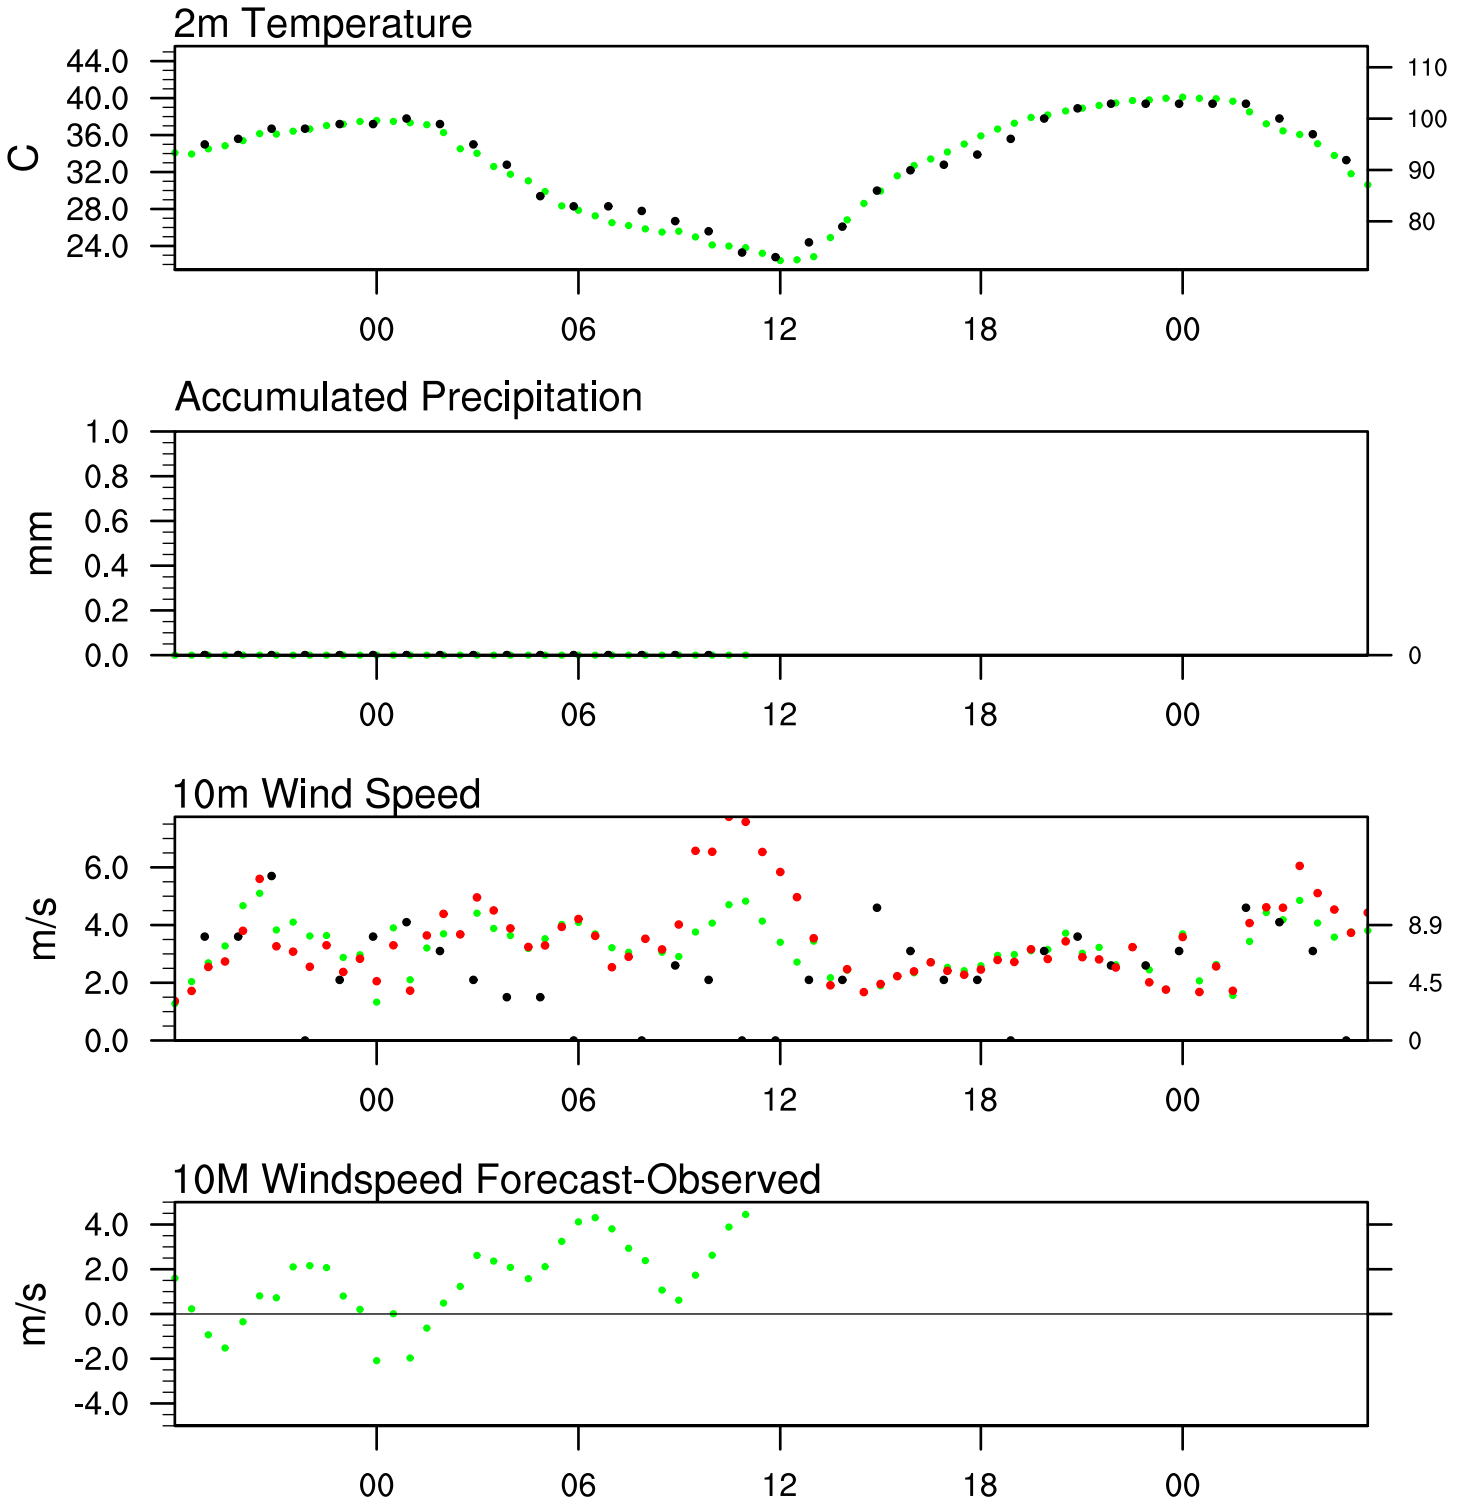 2m Temperature
44.0
40.0
36.0
32.0
28.0
24.0
C
110
100
90
80
00 06 12 18 00
Accumulated Precipitation
1.0
0.8
0.6
0.4
0.2
0.0
mm
0
00 06 12 18 00
10m Wind Speed
6.0
4.0
2.0
0.0
m/s
8.9
4.5
0
00 06 12 18 00
10M Windspeed Forecast-Observed
4.0
2.0
0.0
-2.0
-4.0
m/s
00 06 12 18 00